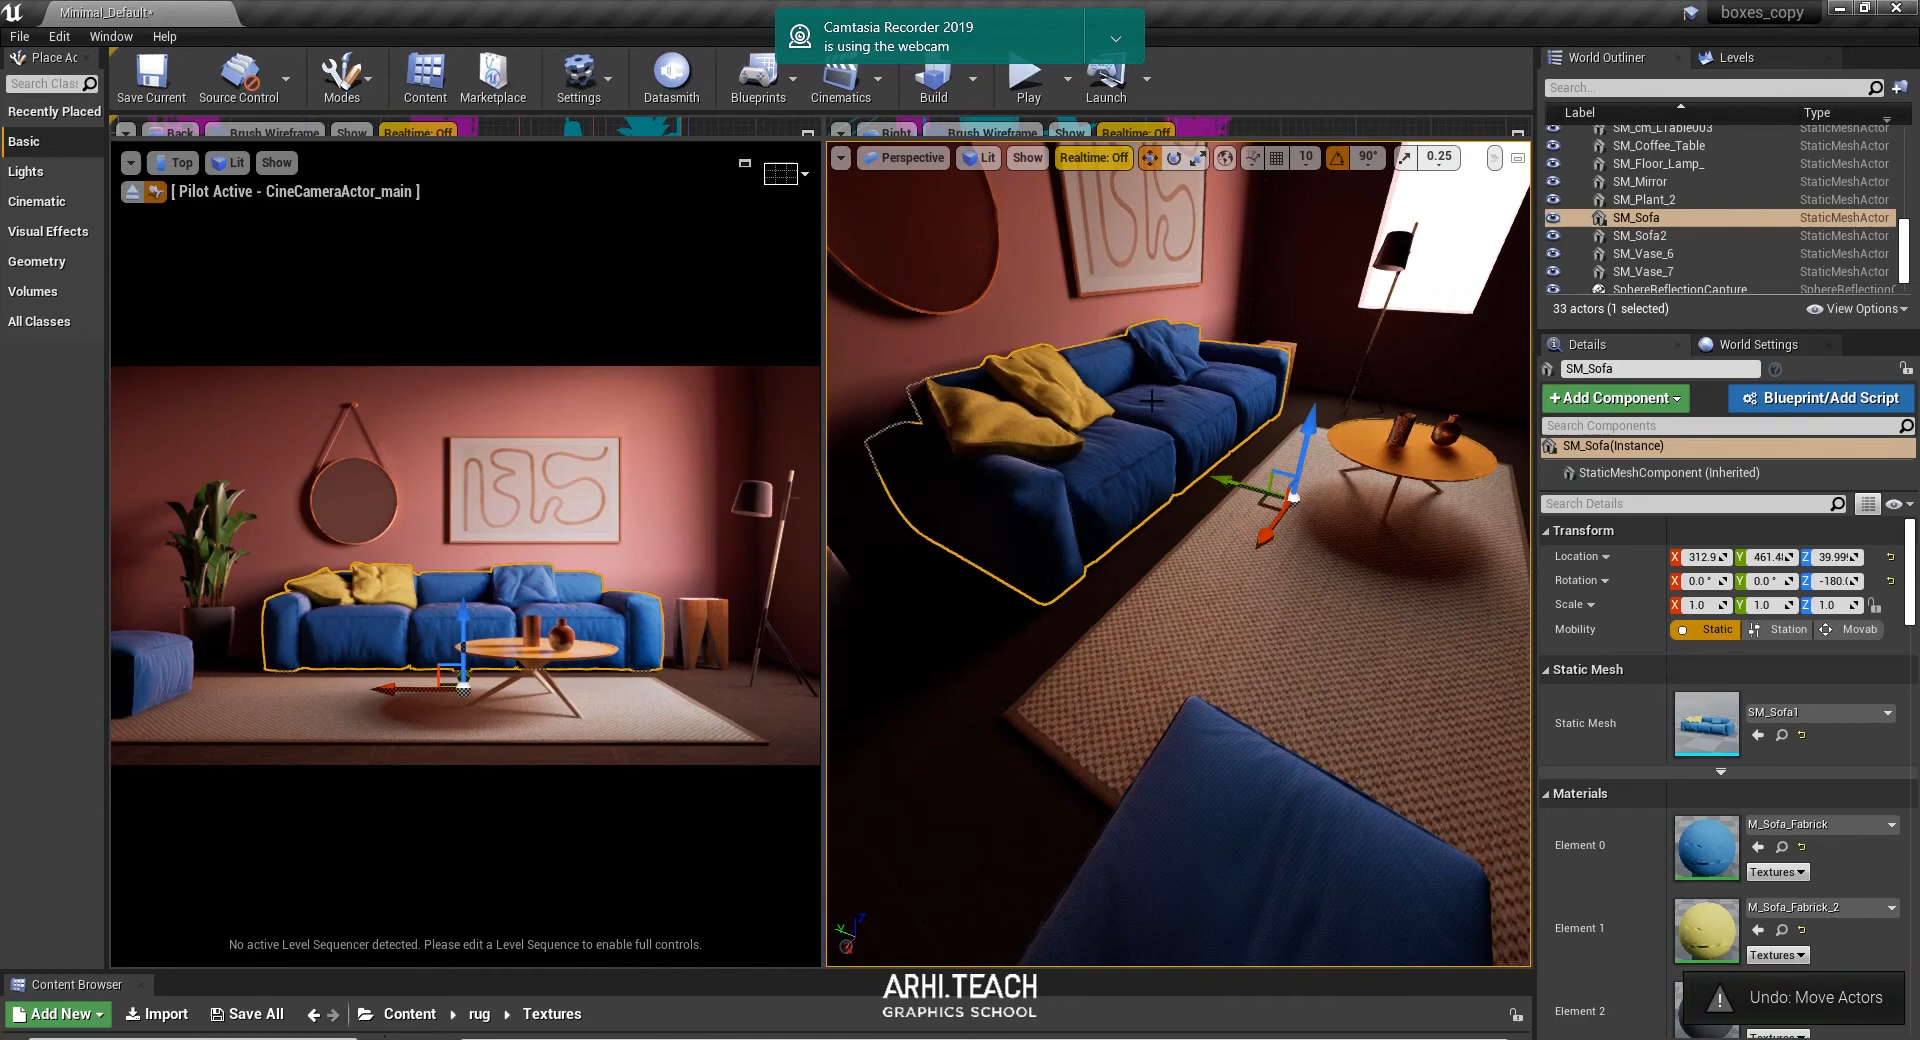 Minimal_Default*
boxes_copy
File Edit Window Help
Camtasia Recorder 2019
is using the webcam
Place Ac
Search Class
Recently Placed
Basic
Lights
Cinematic
Visual Effects
Geometry
Volumes
All Classes
Save Current
Source Control
Modes
Content
Marketplace
Settings
Datasmith
Blueprints
Cinematics
Build
Play
Launch
Back Brush Wireframe Show Realtime: Off
Right Brush Wireframe Show Realtime: Off
Top Lit Show
[ Pilot Active - CineCameraActor_main ]
No active Level Sequencer detected. Please edit a Level Sequence to enable full controls.
Perspective Lit Show Realtime: Off 10 90° 0.25
World Outliner Levels
Search...
Label Type
SM_cm_LTable003 StaticMeshActor
SM_Coffee_Table StaticMeshActor
SM_Floor_Lamp_ StaticMeshActor
SM_Mirror StaticMeshActor
SM_Plant_2 StaticMeshActor
SM_Sofa StaticMeshActor
SM_Sofa2 StaticMeshActor
SM_Vase_6 StaticMeshActor
SM_Vase_7 StaticMeshActor
SphereReflectionCapture SphereReflectionC
33 actors (1 selected) View Options
Details World Settings
SM_Sofa
+Add Component Blueprint/Add Script
Search Components
SM_Sofa(Instance)
StaticMeshComponent (Inherited)
Search Details
Transform
Location X 312.9 Y 461.4 Z 39.99
Rotation X 0.0 ° Y 0.0 ° Z -180.
Scale X 1.0 Y 1.0 Z 1.0
Mobility Static Station Movab
Static Mesh
Static Mesh SM_Sofa1
Materials
Element 0 M_Sofa_Fabrick
Textures
Element 1 M_Sofa_Fabrick_2
Textures
Element 2
Textures
Undo: Move Actors
Content Browser
Add New Import Save All Content rug Textures
ARHI.TEACH
GRAPHICS SCHOOL
Z
Y
X